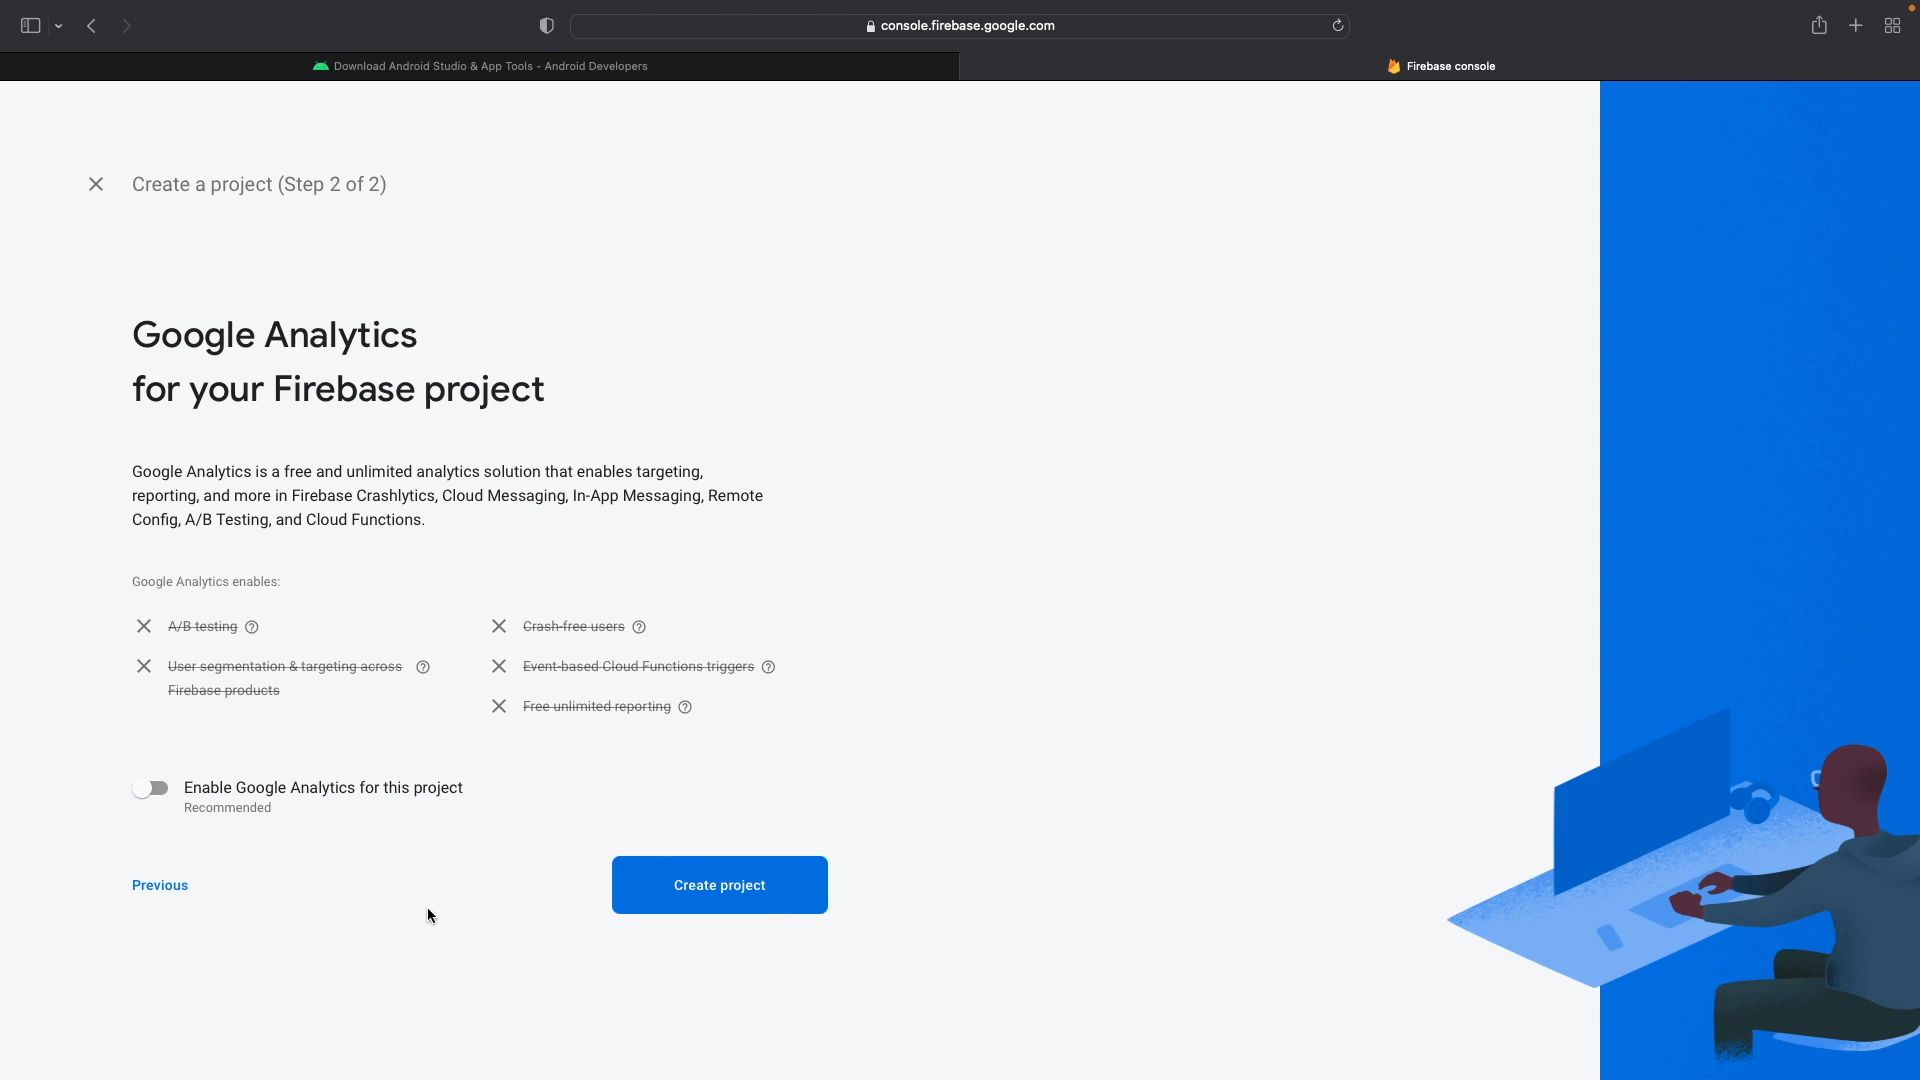 console.firebase.google.com
Download Android Studio & App Tools - Android Developers
Firebase console
Create a project (Step 2 of 2)
Google Analytics
for your Firebase project
Google Analytics is a free and unlimited analytics solution that enables targeting,
reporting, and more in Firebase Crashlytics, Cloud Messaging, In-App Messaging, Remote
Config, A/B Testing, and Cloud Functions.
Google Analytics enables:
A/B testing
Crash-free users
User segmentation & targeting across
Firebase products
Event-based Cloud Functions triggers
Free unlimited reporting
Enable Google Analytics for this project
Recommended
Previous
Create project